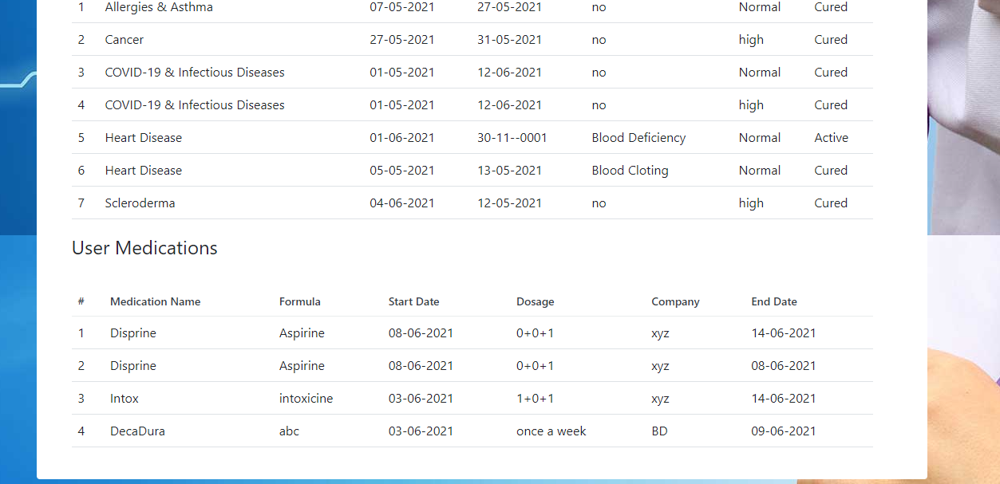 1 Allergies & Asthma 07-05-2021 27-05-2021 no Normal Cured
2 Cancer 27-05-2021 31-05-2021 no high Cured
3 COVID-19 & Infectious Diseases 01-05-2021 12-06-2021 no Normal Cured
4 COVID-19 & Infectious Diseases 01-05-2021 12-06-2021 no high Cured
5 Heart Disease 01-06-2021 30-11--0001 Blood Deficiency Normal Active
6 Heart Disease 05-05-2021 13-05-2021 Blood Cloting Normal Cured
7 Scleroderma 04-06-2021 12-05-2021 no high Cured
User Medications
# Medication Name Formula Start Date Dosage Company End Date
1 Disprine Aspirine 08-06-2021 0+0+1 xyz 14-06-2021
2 Disprine Aspirine 08-06-2021 0+0+1 xyz 08-06-2021
3 Intox intoxicine 03-06-2021 1+0+1 xyz 14-06-2021
4 DecaDura abc 03-06-2021 once a week BD 09-06-2021